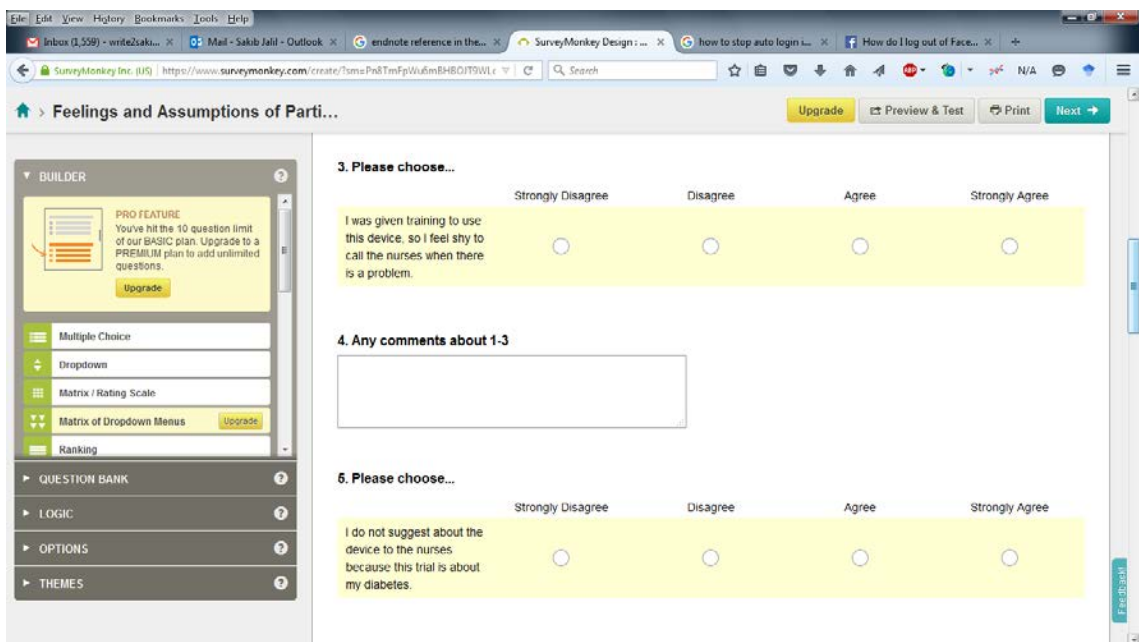 File Edit View History Bookmarks Tools Help
Inbox (1,559) - write2saki... × Mail - Sakib Jalil - Outlook × endnote reference in the... × SurveyMonkey Design : ... × how to stop auto login i... × How do I log out of Face... × +
SurveyMonkey Inc. (US) https://www.surveymonkey.com/create/?sm= Search ABP N/A
> Feelings and Assumptions of Parti... Upgrade Preview & Test Print Next →
BUILDER ?
PRO FEATURE
You've hit the 10 question limit
of our BASIC plan. Upgrade to a
PREMIUM plan to add unlimited
questions.
Upgrade
Multiple Choice
Dropdown
Matrix / Rating Scale
Matrix of Dropdown Menus Upgrade
Ranking
QUESTION BANK ?
LOGIC ?
OPTIONS ?
THEMES ?
3. Please choose...
Strongly Disagree Disagree Agree Strongly Agree
I was given training to use
this device, so I feel shy to
call the nurses when there
is a problem.
4. Any comments about 1-3
5. Please choose...
Strongly Disagree Disagree Agree Strongly Agree
I do not suggest about the
device to the nurses
because this trial is about
my diabetes.
Feedback!